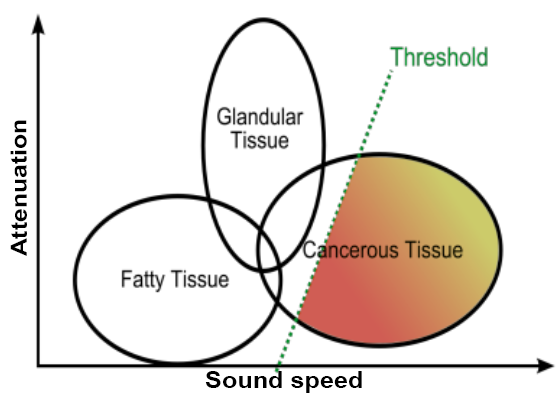 Threshold
Glandular
Tissue
Attenuation
Cancerous Tissue
Fatty Tissue
Sound speed